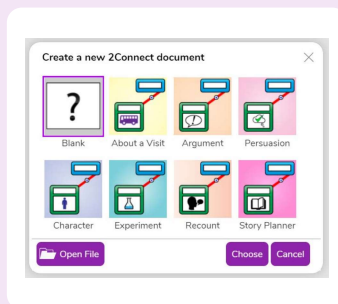 Create a new 2Connect document
?
Blank About a Visit Argument Persuasion
Character Experiment Recount Story Planner
Open File Choose Cancel